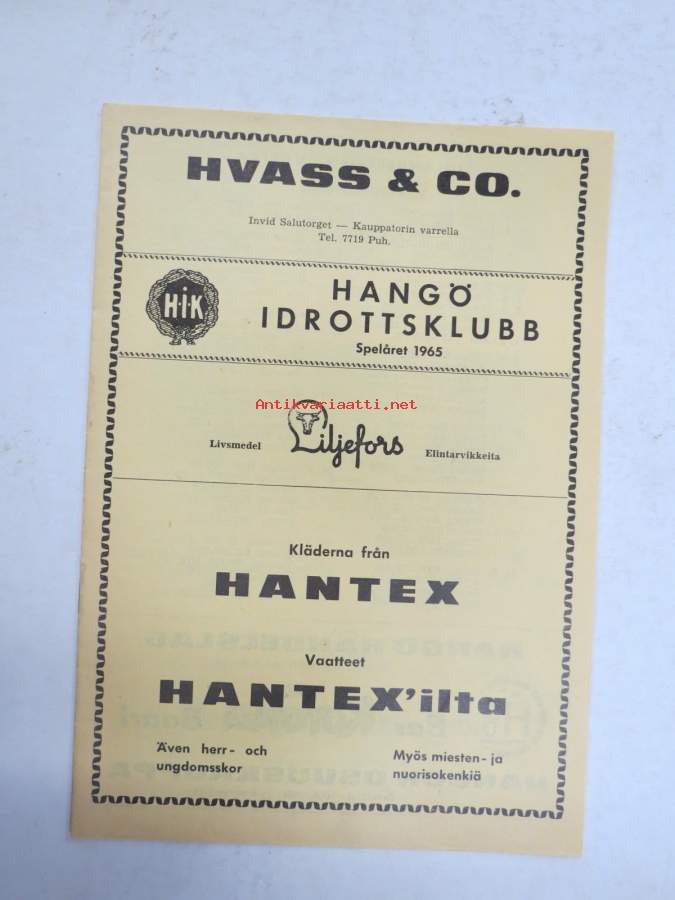 HVASS & CO.
Invid Salutorget — Kauppatorin varrella
Tel. 7719 Puh.
H·I·K
HANGÖ
IDROTTSKLUBB
Spelåret 1965
Antikvariaatti.net
Livsmedel Liljefors Elintarvikkeita
Kläderna från
HANTEX
Vaatteet
HANTEX'ilta
Även herr- och
ungdomsskor
Myös miesten- ja
nuorisokenkiä